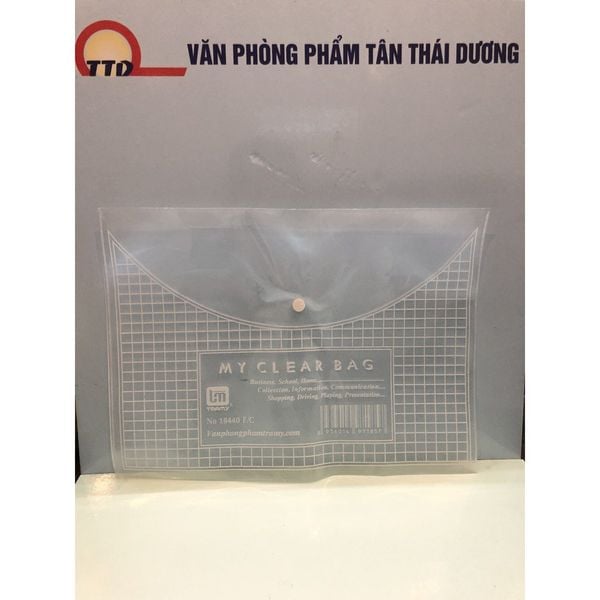 TTD
VĂN PHÒNG PHẨM TÂN THÁI DƯƠNG
MY CLEAR BAG
Business, School, Home....
Collection, Information, Communication....
Shopping, Driving, Playing, Presentation....
TRAMY
No 18440 F/C
Vanphongphamtramy.com